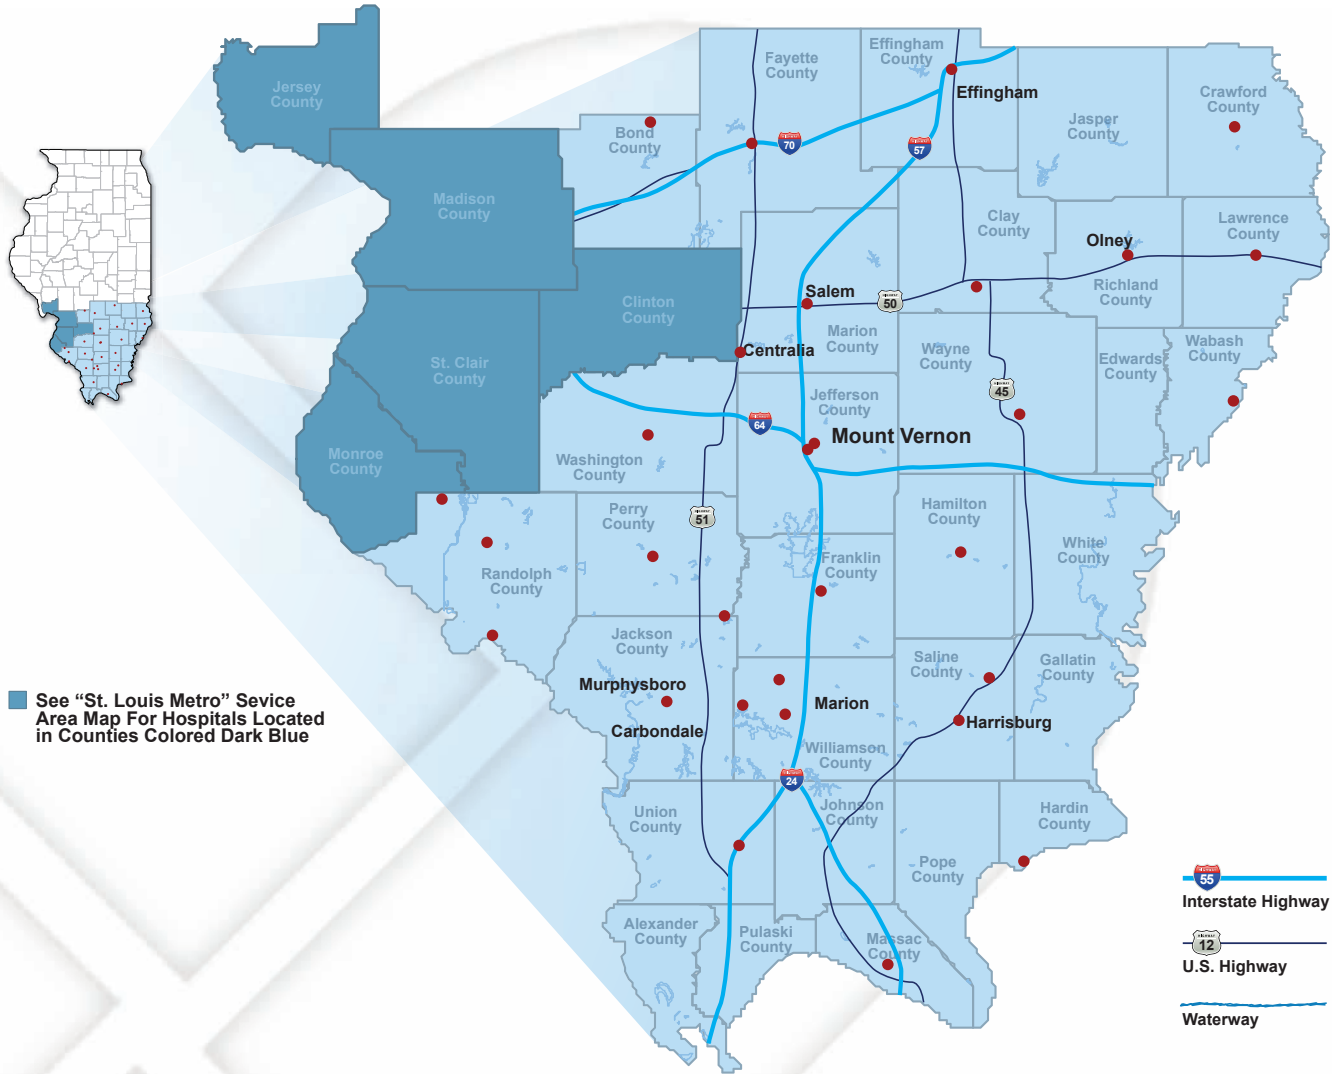 Effingham
County
Fayette
County
Jersey
County
Effingham
Crawford
County
Jasper
County
Bond
County
70
57
Madison
County
Clay
County
Lawrence
County
Olney
Richland
County
Clinton
County
Salem
50
Marion
County
Centralia
Wayne
County
Edwards
County
Wabash
County
St. Clair
County
45
Jefferson
County
64
Mount Vernon
Monroe
County
Washington
County
Perry
County
51
Hamilton
County
White
County
Franklin
County
Randolph
County
Jackson
County
Saline
County
Gallatin
County
Murphysboro
Marion
Carbondale
Harrisburg
Williamson
County
24
See “St. Louis Metro” Sevice
Area Map For Hospitals Located
in Counties Colored Dark Blue
Union
County
Johnson
County
Hardin
County
Pope
County
Alexander
County
Pulaski
County
Massac
County
55
Interstate Highway
12
U.S. Highway
Waterway